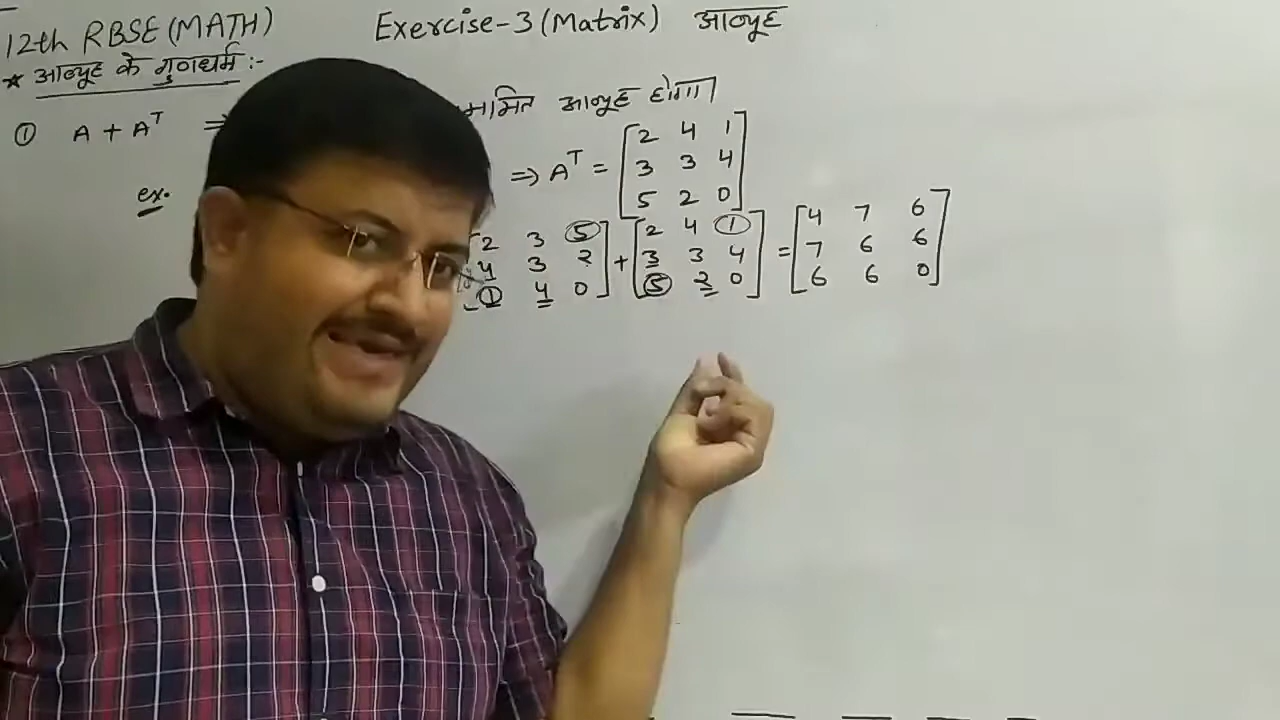 12th RBSE (MATH) Exercise-3 (Matrix) आव्यूह
* आव्यूह के गुणधर्म :-
① A + Aᵀ ⇒ आव्यूह होगा
ex. ⇒ Aᵀ = [2 4 1
3 3 4
5 2 0]
[2 3 5 + [2 4 1 = [4 7 6
4 3 2] 3 3 4] 7 6 6
1 4 0] 5 2 0] 6 6 0]